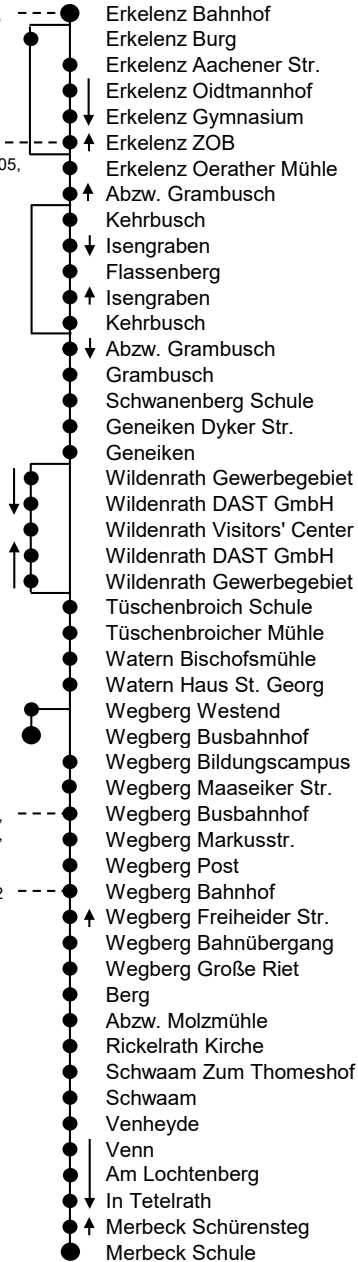 Erkelenz Bahnhof
Erkelenz Burg
Erkelenz Aachener Str.
Erkelenz Oidtmannhof
Erkelenz Gymnasium
Erkelenz ZOB
05,
Erkelenz Oerather Mühle
Abzw. Grambusch
Kehrbusch
Isengraben
Flassenberg
Isengraben
Kehrbusch
Abzw. Grambusch
Grambusch
Schwanenberg Schule
Geneiken Dyker Str.
Geneiken
Wildenrath Gewerbegebiet
Wildenrath DAST GmbH
Wildenrath Visitors' Center
Wildenrath DAST GmbH
Wildenrath Gewerbegebiet
Tüschenbroich Schule
Tüschenbroicher Mühle
Watern Bischofsmühle
Watern Haus St. Georg
Wegberg Westend
Wegberg Busbahnhof
Wegberg Bildungscampus
Wegberg Maaseiker Str.
Wegberg Busbahnhof
Wegberg Markusstr.
Wegberg Post
2 Wegberg Bahnhof
Wegberg Freiheider Str.
Wegberg Bahnübergang
Wegberg Große Riet
Berg
Abzw. Molzmühle
Rickelrath Kirche
Schwaam Zum Thomeshof
Schwaam
Venheyde
Venn
Am Lochtenberg
In Tetelrath
Merbeck Schürensteg
Merbeck Schule